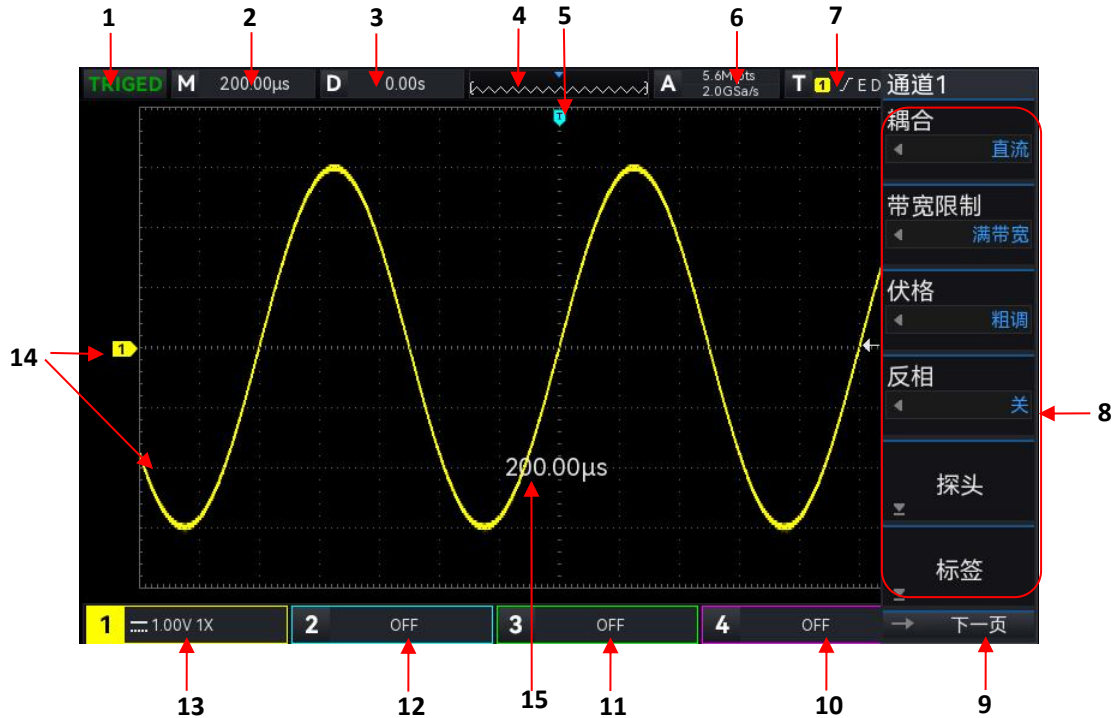 1 2 3 4 5 6 7
TRIGED M 200.00μs D 0.00s A 5.6Mpts T 1 ED 通道1
2.0GSa/s
T
耦合
直流
带宽限制
满带宽
伏格
粗调
1
14
反相
关
8
200.00μs
探头
标签
1 1.00V 1X 2 OFF 3 OFF 4 OFF 下一页
13 12 15 11 10 9